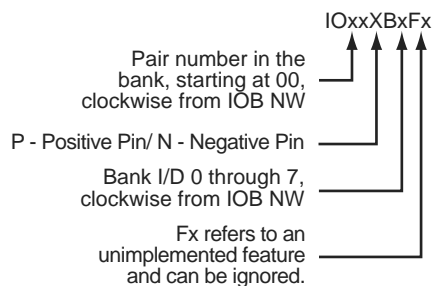 IOxxXBxFx
Pair number in the
bank, starting at 00,
clockwise from IOB NW
P - Positive Pin/ N - Negative Pin
Bank I/D 0 through 7,
clockwise from IOB NW
Fx refers to an
unimplemented feature
and can be ignored.